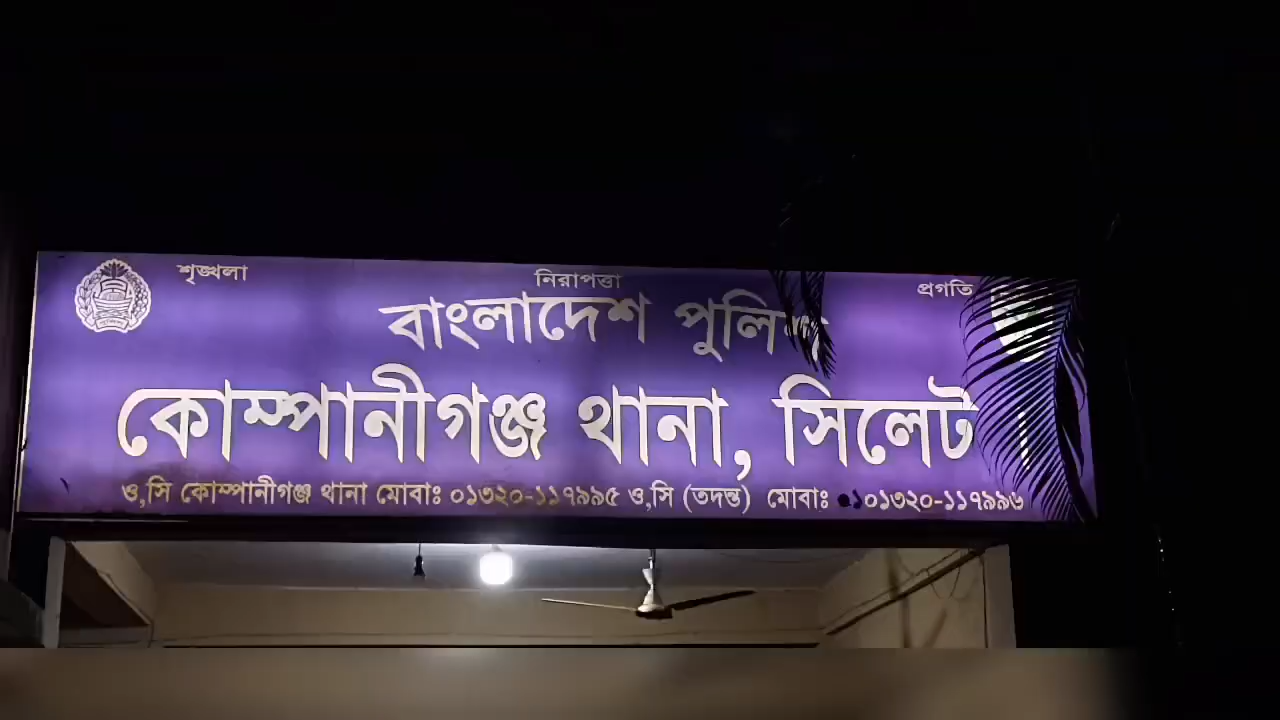 শৃঙ্খলা নিরাপত্তা প্রগতি
বাংলাদেশ পুলিশ
কোম্পানীগঞ্জ থানা, সিলেট ।
ও,সি কোম্পানীগঞ্জ থানা মোবাঃ ০১৩২০-১১৭৯৯৫ ও,সি (তদন্ত) মোবাঃ ০১৩২০-১১৭৯৯৬